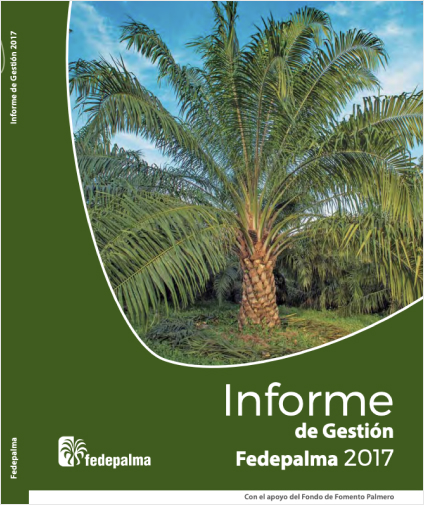 Informe de Gestión 2017
Fedepalma
Informe
de Gestión
Fedepalma 2017
fedepalma
Con el apoyo del Fondo de Fomento Palmero